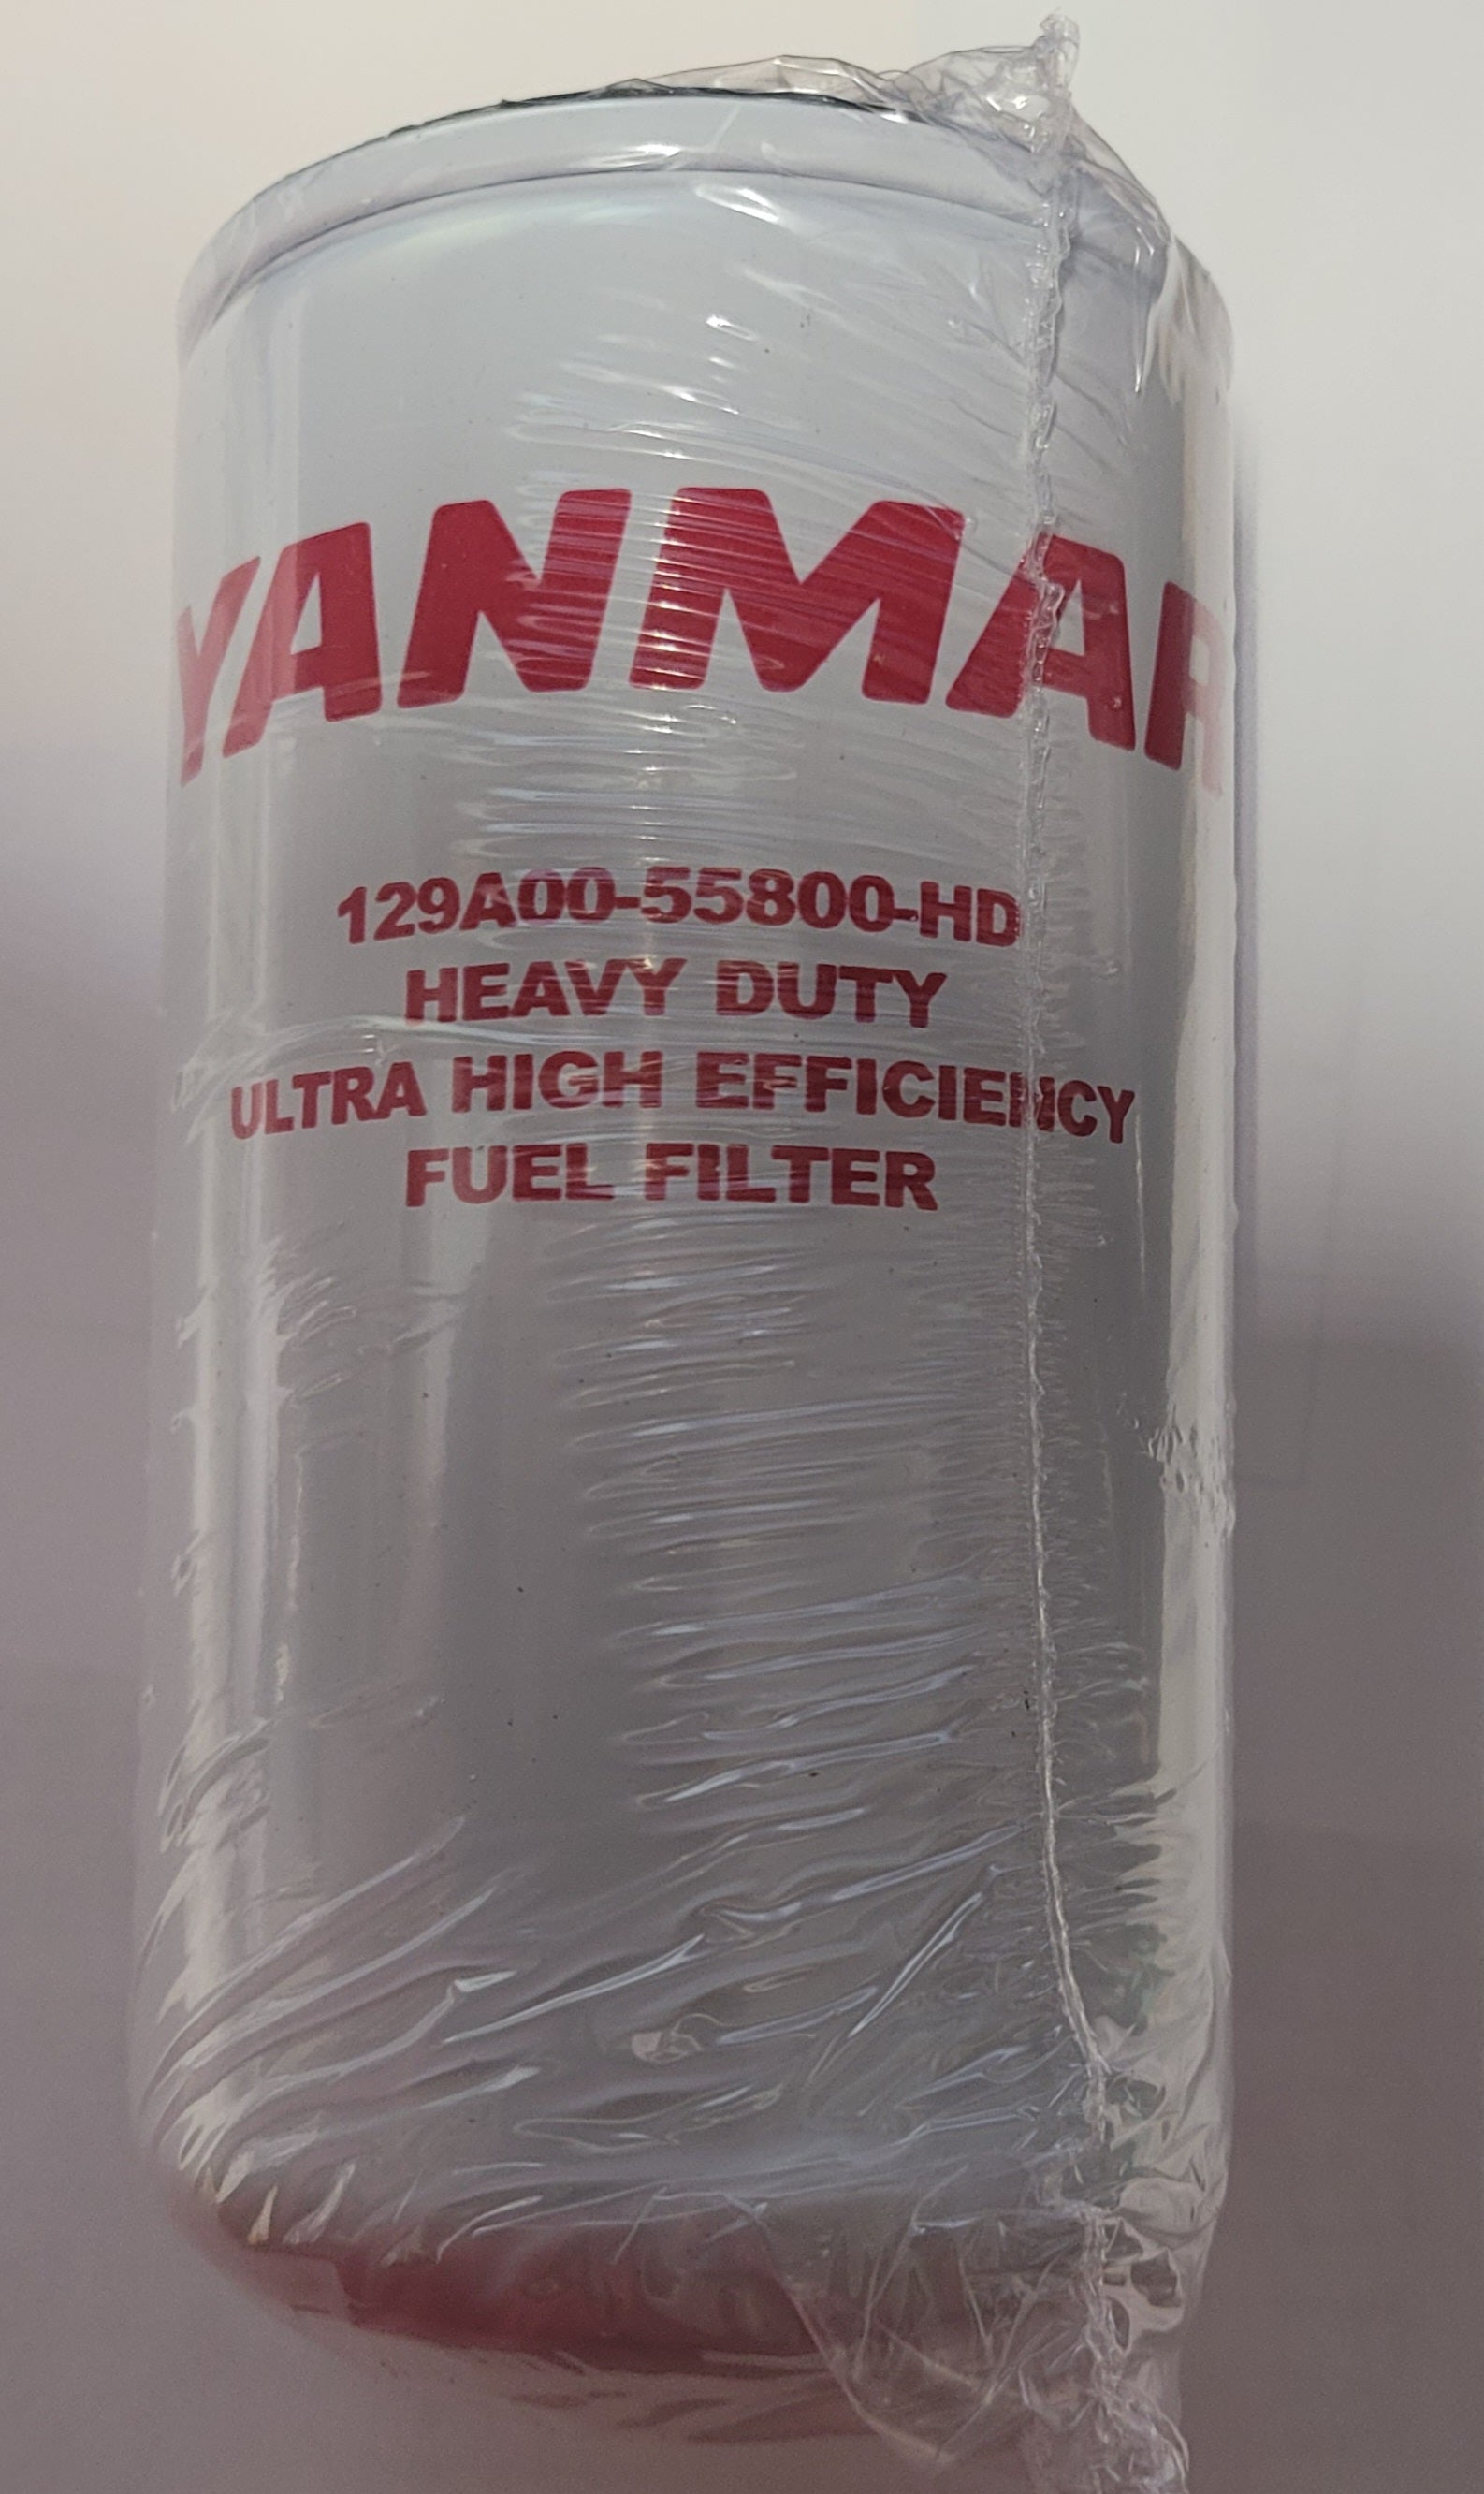 YANMAR
129A00-55800-HD
HEAVY DUTY
ULTRA HIGH EFFICIENCY
FUEL FILTER